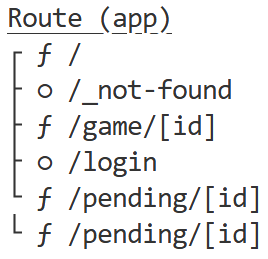 Route (app)
┌ ƒ /
├ ○ /_not-found
├ ƒ /game/[id]
├ ○ /login
└ ƒ /pending/[id]
└ ƒ /pending/[id]